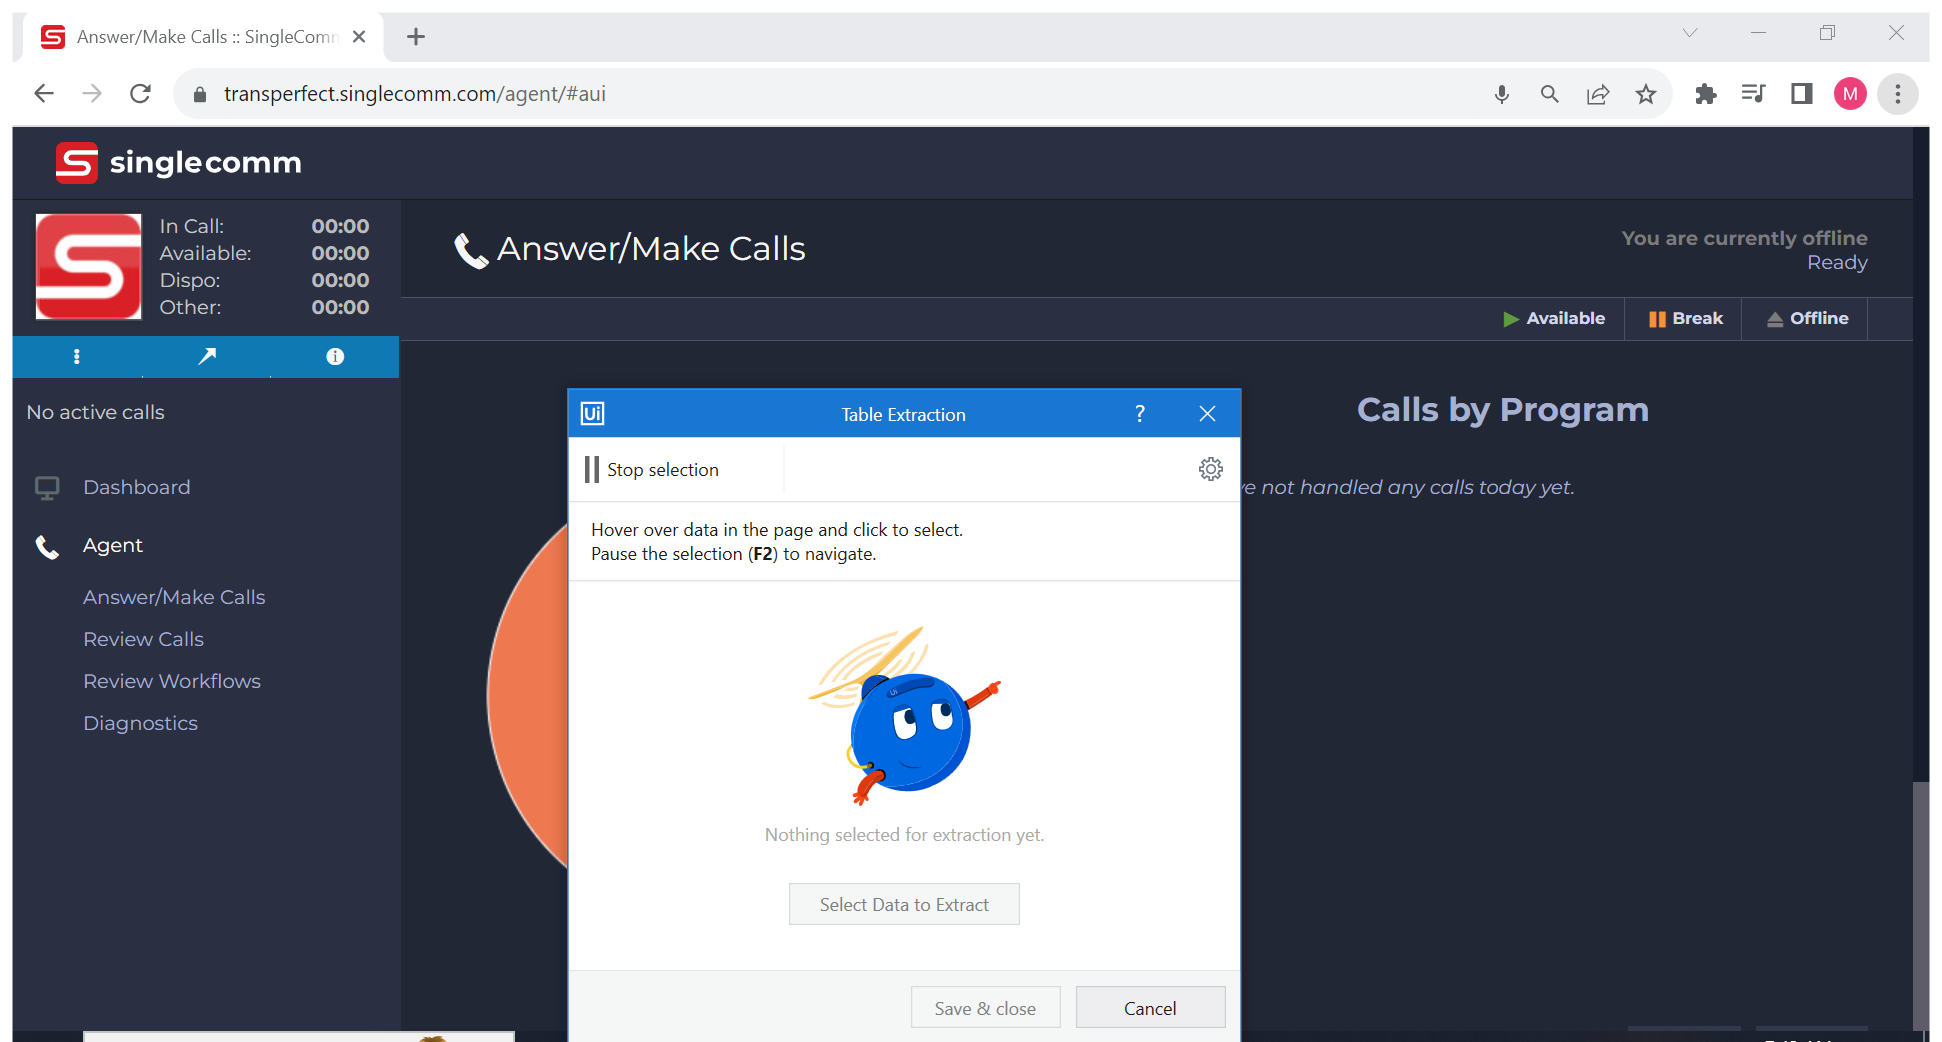 Answer/Make Calls :: SingleComm
transperfect.singlecomm.com/agent/#aui
M
singlecomm
In Call: 00:00
Available: 00:00
Dispo: 00:00
Other: 00:00
Answer/Make Calls
You are currently offline
Ready
Available
Break
Offline
No active calls
Dashboard
Agent
Answer/Make Calls
Review Calls
Review Workflows
Diagnostics
Calls by Program
not handled any calls today yet.
Ui
Table Extraction
?
Stop selection
Hover over data in the page and click to select.
Pause the selection (F2) to navigate.
Ui
Nothing selected for extraction yet.
Select Data to Extract
Save & close
Cancel